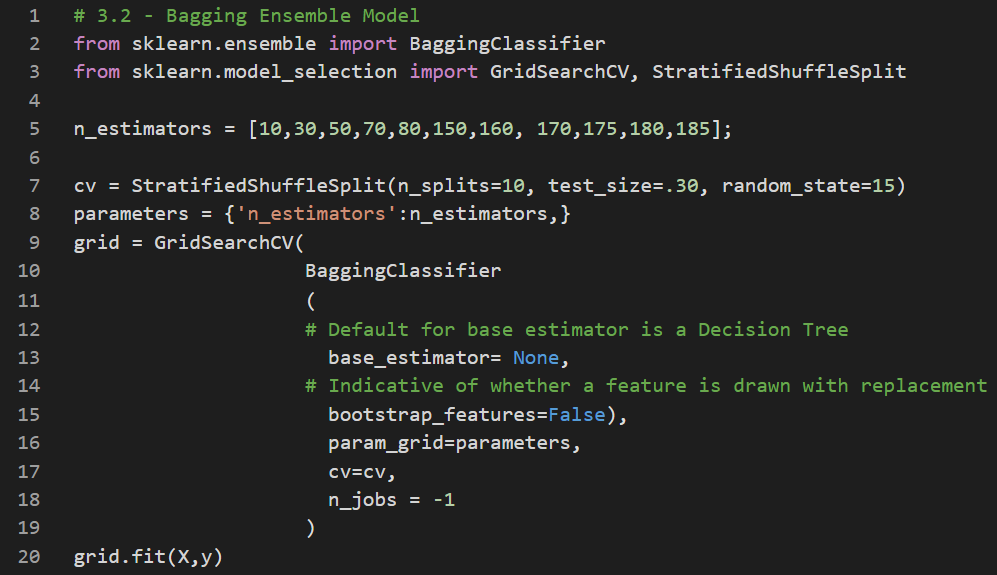 1 # 3.2 - Bagging Ensemble Model
2 from sklearn.ensemble import BaggingClassifier
3 from sklearn.model_selection import GridSearchCV, StratifiedShuffleSplit
4
5 n_estimators = [10,30,50,70,80,150,160, 170,175,180,185];
6
7 cv = StratifiedShuffleSplit(n_splits=10, test_size=.30, random_state=15)
8 parameters = {'n_estimators':n_estimators,}
9 grid = GridSearchCV(
10 BaggingClassifier
11 (
12 # Default for base estimator is a Decision Tree
13 base_estimator= None,
14 # Indicative of whether a feature is drawn with replacement
15 bootstrap_features=False),
16 param_grid=parameters,
17 cv=cv,
18 n_jobs = -1
19 )
20 grid.fit(X,y)